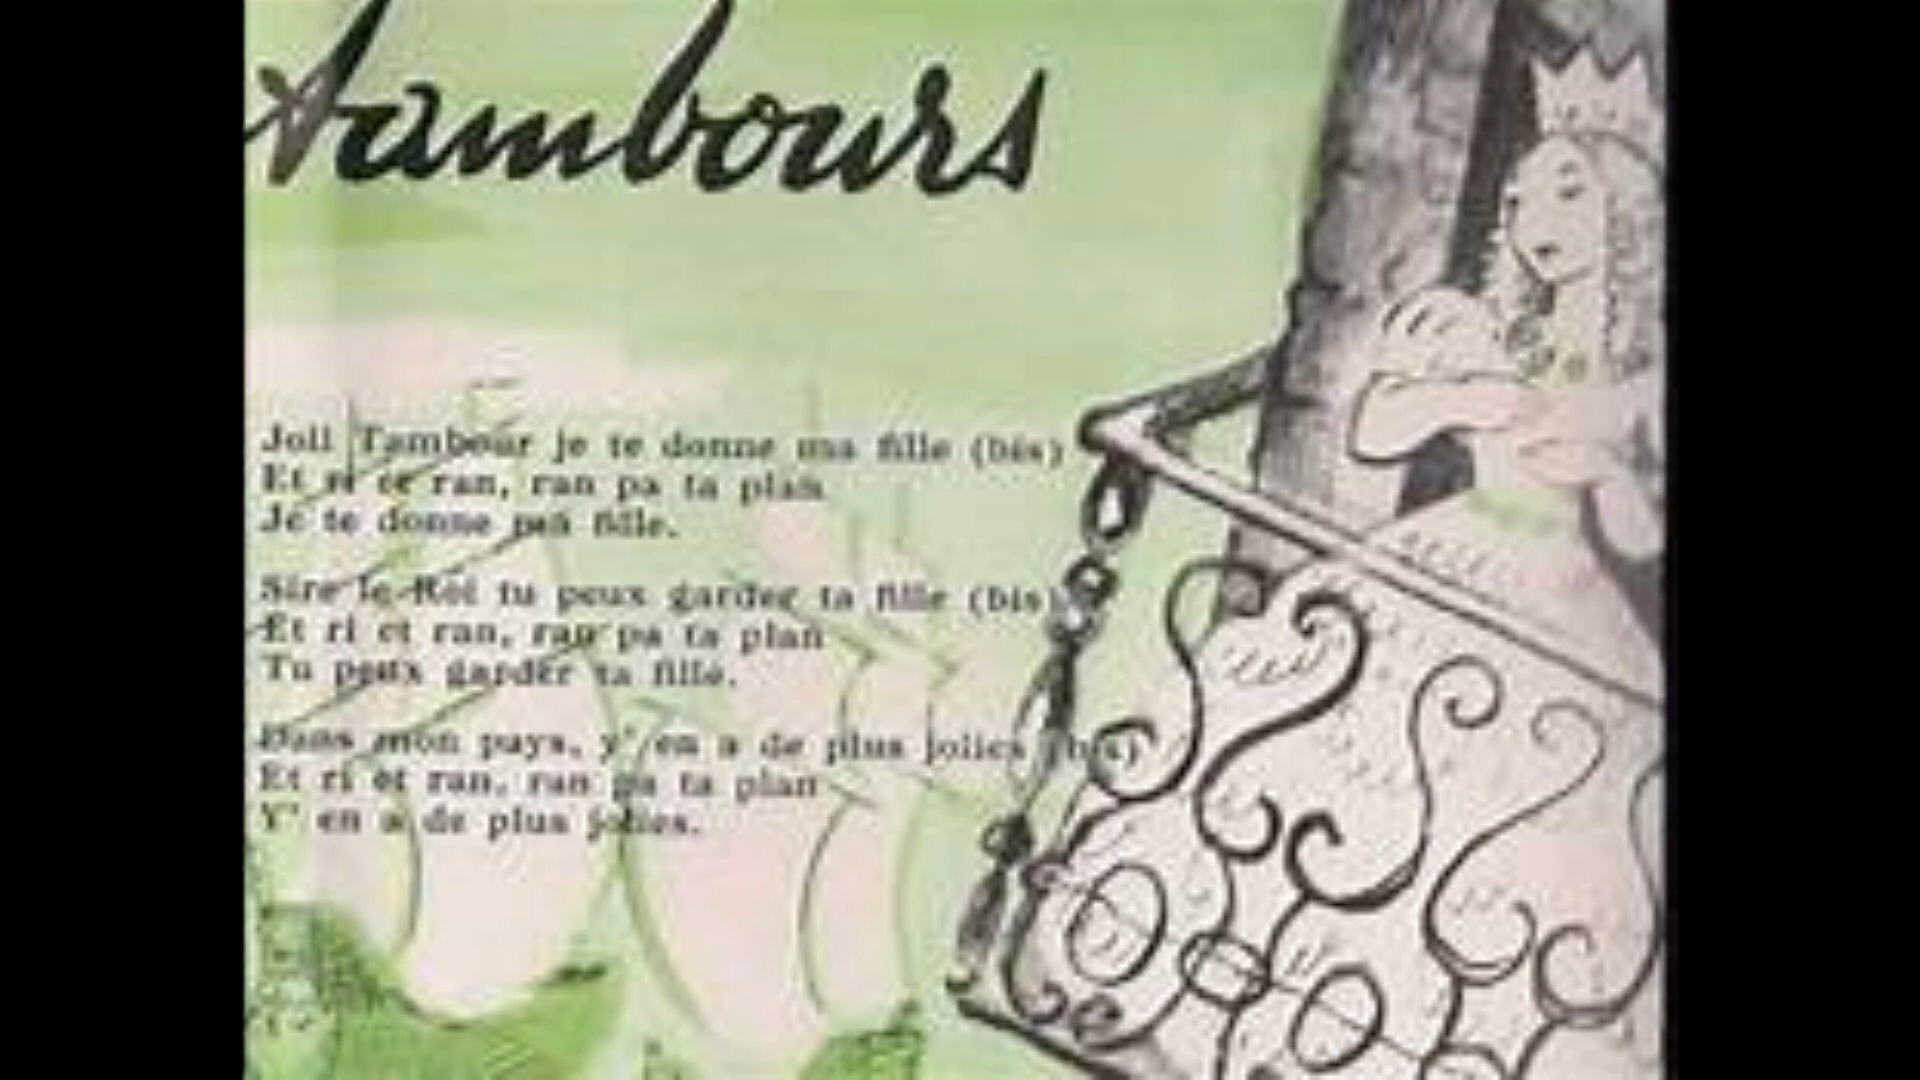 tambours
Joli Tambour je te donne ma fille (bis)
Et ri et ran, ran pa ta plan
Je te donne ma fille.
Sire le Roi tu peux garder ta fille (bis)
Et ri et ran, ran pa ta plan
Tu peux garder ta fille.
Dans mon pays, y' en a de plus jolies (bis)
Et ri et ran, ran pa ta plan
Y' en a de plus jolies.